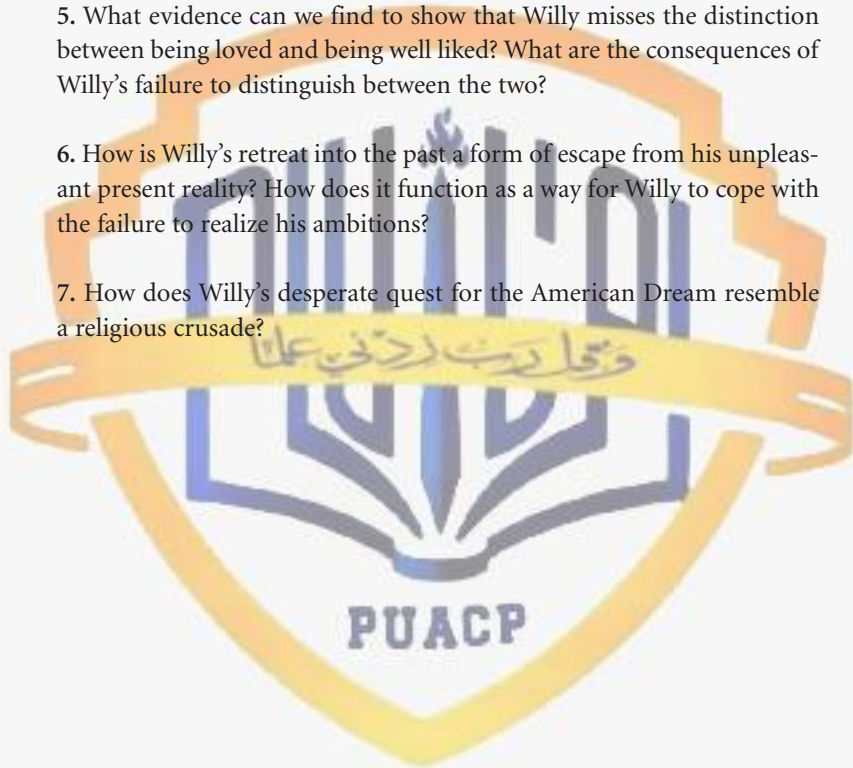 5. What evidence can we find to show that Willy misses the distinction
between being loved and being well liked? What are the consequences of
Willy’s failure to distinguish between the two?
6. How is Willy’s retreat into the past a form of escape from his unpleas-
ant present reality? How does it function as a way for Willy to cope with
the failure to realize his ambitions?
7. How does Willy’s desperate quest for the American Dream resemble
a religious crusade?
وَقُل رَبِّ زِدْنِي عِلْمًا
PUACP